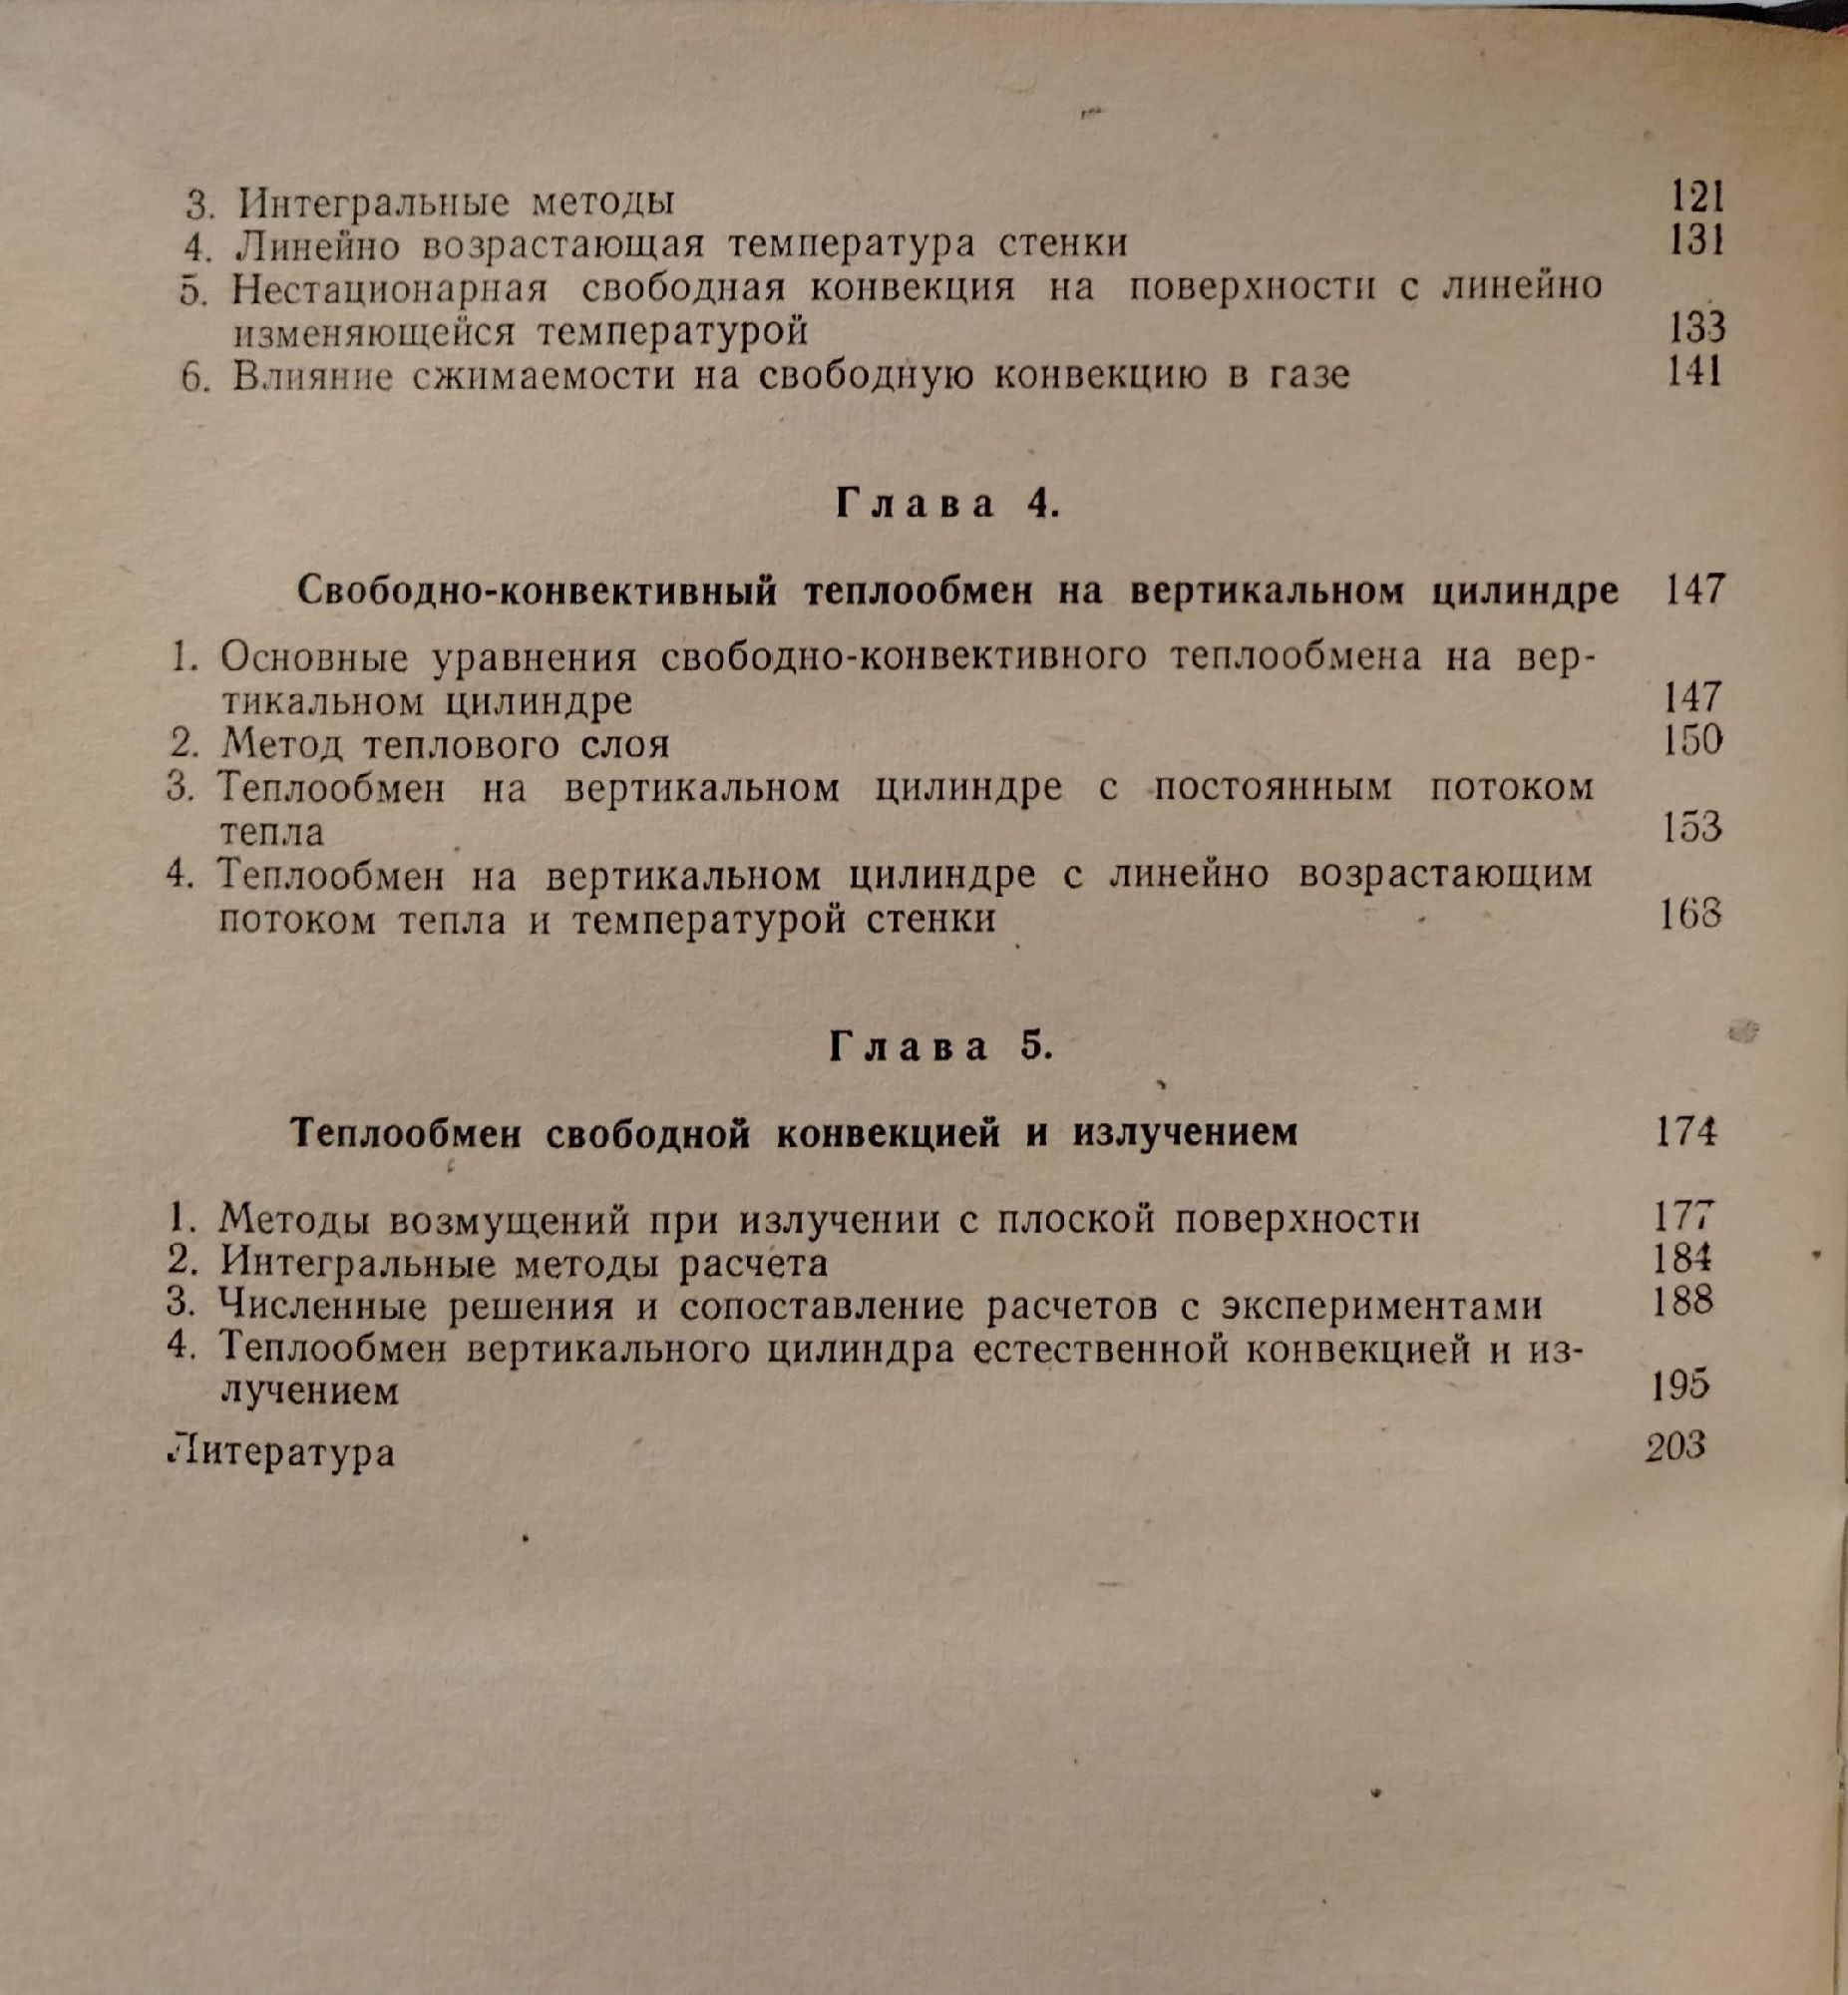 3. Интегральные методы 121
4. Линейно возрастающая температура стенки 131
5. Нестационарная свободная конвекция на поверхности с линейно
изменяющейся температурой 133
6. Влияние сжимаемости на свободную конвекцию в газе 141
Глава 4.
Свободно-конвективный теплообмен на вертикальном цилиндре 147
1. Основные уравнения свободно-конвективного теплообмена на вер-
тикальном цилиндре 147
2. Метод теплового слоя 150
3. Теплообмен на вертикальном цилиндре с постоянным потоком
тепла 153
4. Теплообмен на вертикальном цилиндре с линейно возрастающим
потоком тепла и температурой стенки 168
Глава 5.
Теплообмен свободной конвекцией и излучением 174
1. Методы возмущений при излучении с плоской поверхности 177
2. Интегральные методы расчета 184
3. Численные решения и сопоставление расчетов с экспериментами 188
4. Теплообмен вертикального цилиндра естественной конвекцией и из-
лучением 195
Литература 203